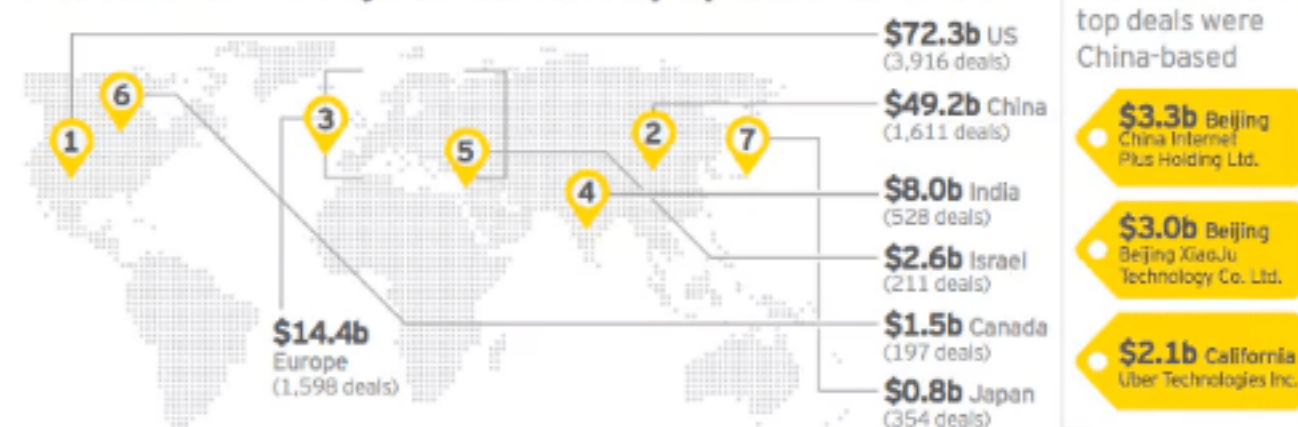 $72.3b US
(3,916 deals)
$49.2b China
(1,611 deals)
$8.0b India
(528 deals)
$2.6b Israel
(211 deals)
$1.5b Canada
(197 deals)
$0.8b Japan
(354 deals)
$14.4b
Europe
(1,598 deals)
1
6
3
5
4
2
7
top deals were
China-based
$3.3b Beijing
China Internet
Plus Holding Ltd.
$3.0b Beijing
Beijing XiaoJu
Technology Co. Ltd.
$2.1b California
Uber Technologies Inc.